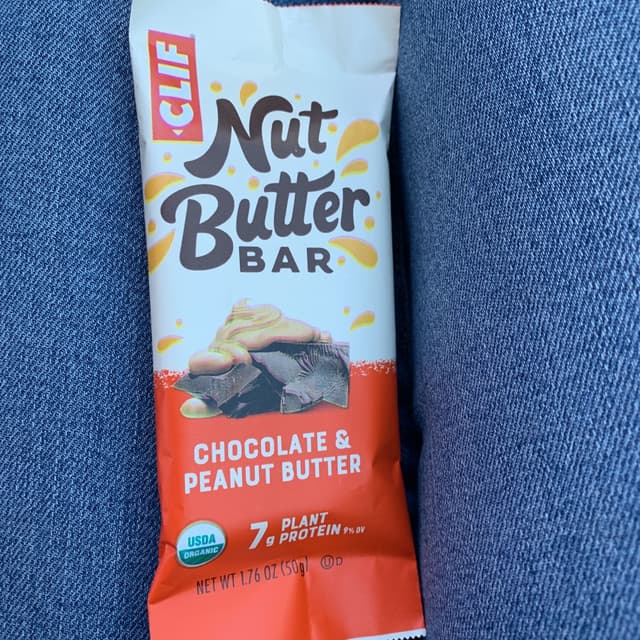 CLIF
Nut
Butter
BAR
CHOCOLATE &
PEANUT BUTTER
USDA
ORGANIC
7g PLANT
PROTEIN 9% DV
NET WT 1.76 OZ (50g) U D